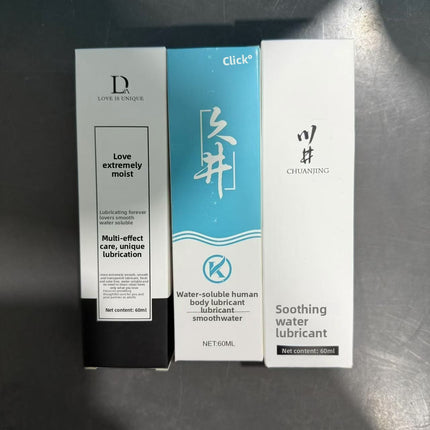 DR
LOVE IS UNIQUE
Love
extremely
moist
Lubricating forever
lovers smooth
water soluble
Multi-effect
care, unique
lubrication
Net content: 60ml
Click°
久井
Water-soluble human
body lubricant
lubricant
smoothwater
NET:60ML
川井
CHUANJING
Soothing
water
lubricant
Net content: 60ml